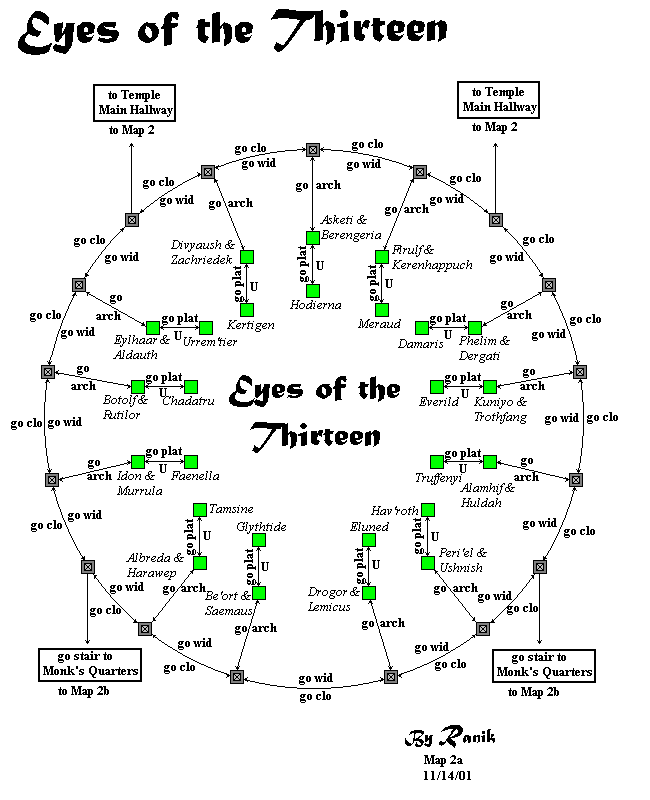 Eyes of the Thirteen
to Temple
Main Hallway
to Map 2
to Temple
Main Hallway
to Map 2
go clo
go wid
go clo
go wid
go clo
go wid
go clo
go wid
go arch
go arch
go arch
Asketi &
Berengeria
Divyaush &
Zachriedek
Firulf &
Kerenhappuch
go clo
go wid
go clo
go wid
go plat
U
go plat
U
go plat
U
Hodierna
Kertigen
Meraud
go
arch
go
arch
go clo
go wid
go wid
go clo
go plat
U
go plat
U
Eylhaar &
Aldauth
Urrem'tier
Damaris
Phelim &
Dergati
go
arch
go plat
U
go plat
U
go
arch
Botolf &
Rutilor
Chadatru
Everild
Kuniyo &
Trothfang
Eyes of the
Thirteen
go clo
go wid
go wid
go clo
go
arch
go plat
U
go plat
U
go
arch
Idon &
Murrula
Faenella
Truffenyi
Alamhif &
Huldah
go clo
go wid
go wid
go clo
Tamsine
Hav'roth
Glythtide
Eluned
go plat
U
go plat
U
go plat
U
go plat
U
Albreda &
Harawep
Peri'el &
Ushnish
Be'ort &
Saemaus
Drogor &
Lemicus
go wid
go clo
go arch
go arch
go wid
go clo
go arch
go arch
go stair to
Monk's Quarters
to Map 2b
go wid
go clo
go wid
go clo
go stair to
Monk's Quarters
to Map 2b
go wid
go clo
By Ranik
Map 2a
11/14/01